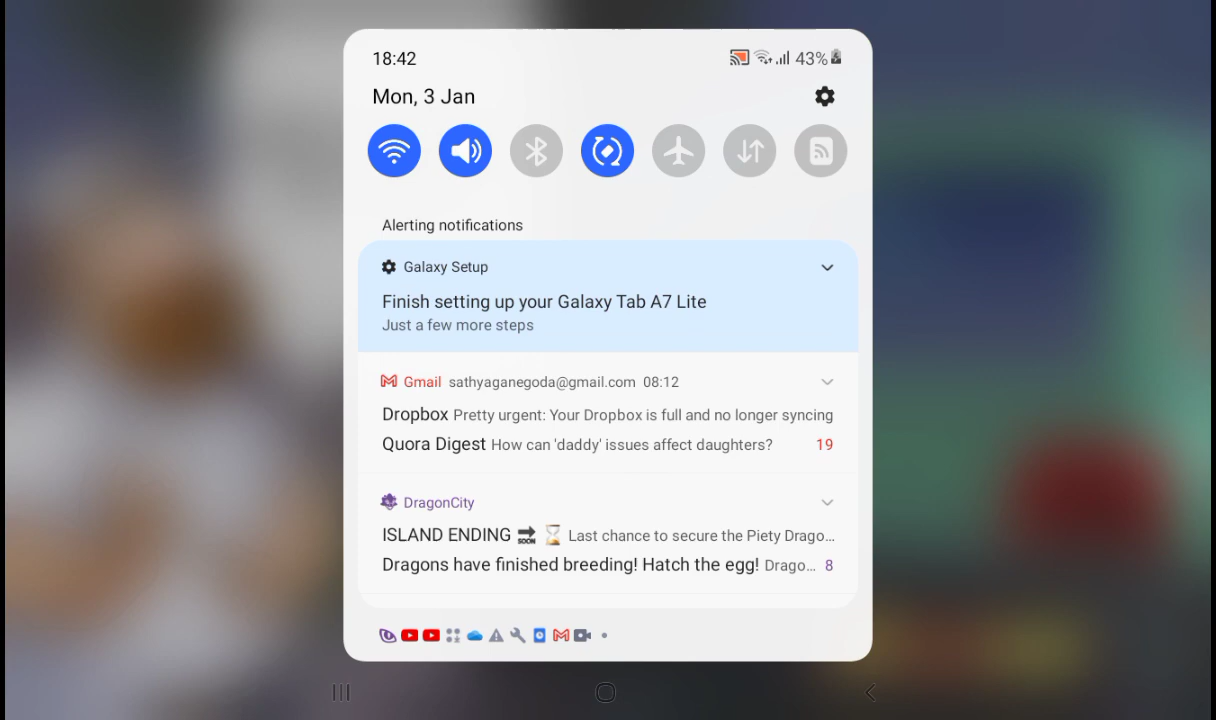 18:42 43%
Mon, 3 Jan
Alerting notifications
Galaxy Setup
Finish setting up your Galaxy Tab A7 Lite
Just a few more steps
Gmail sathyaganegoda@gmail.com 08:12
Dropbox Pretty urgent: Your Dropbox is full and no longer syncing
Quora Digest How can 'daddy' issues affect daughters? 19
DragonCity
ISLAND ENDING 🔜 ⏳ Last chance to secure the Piety Drago...
Dragons have finished breeding! Hatch the egg! Drago... 8